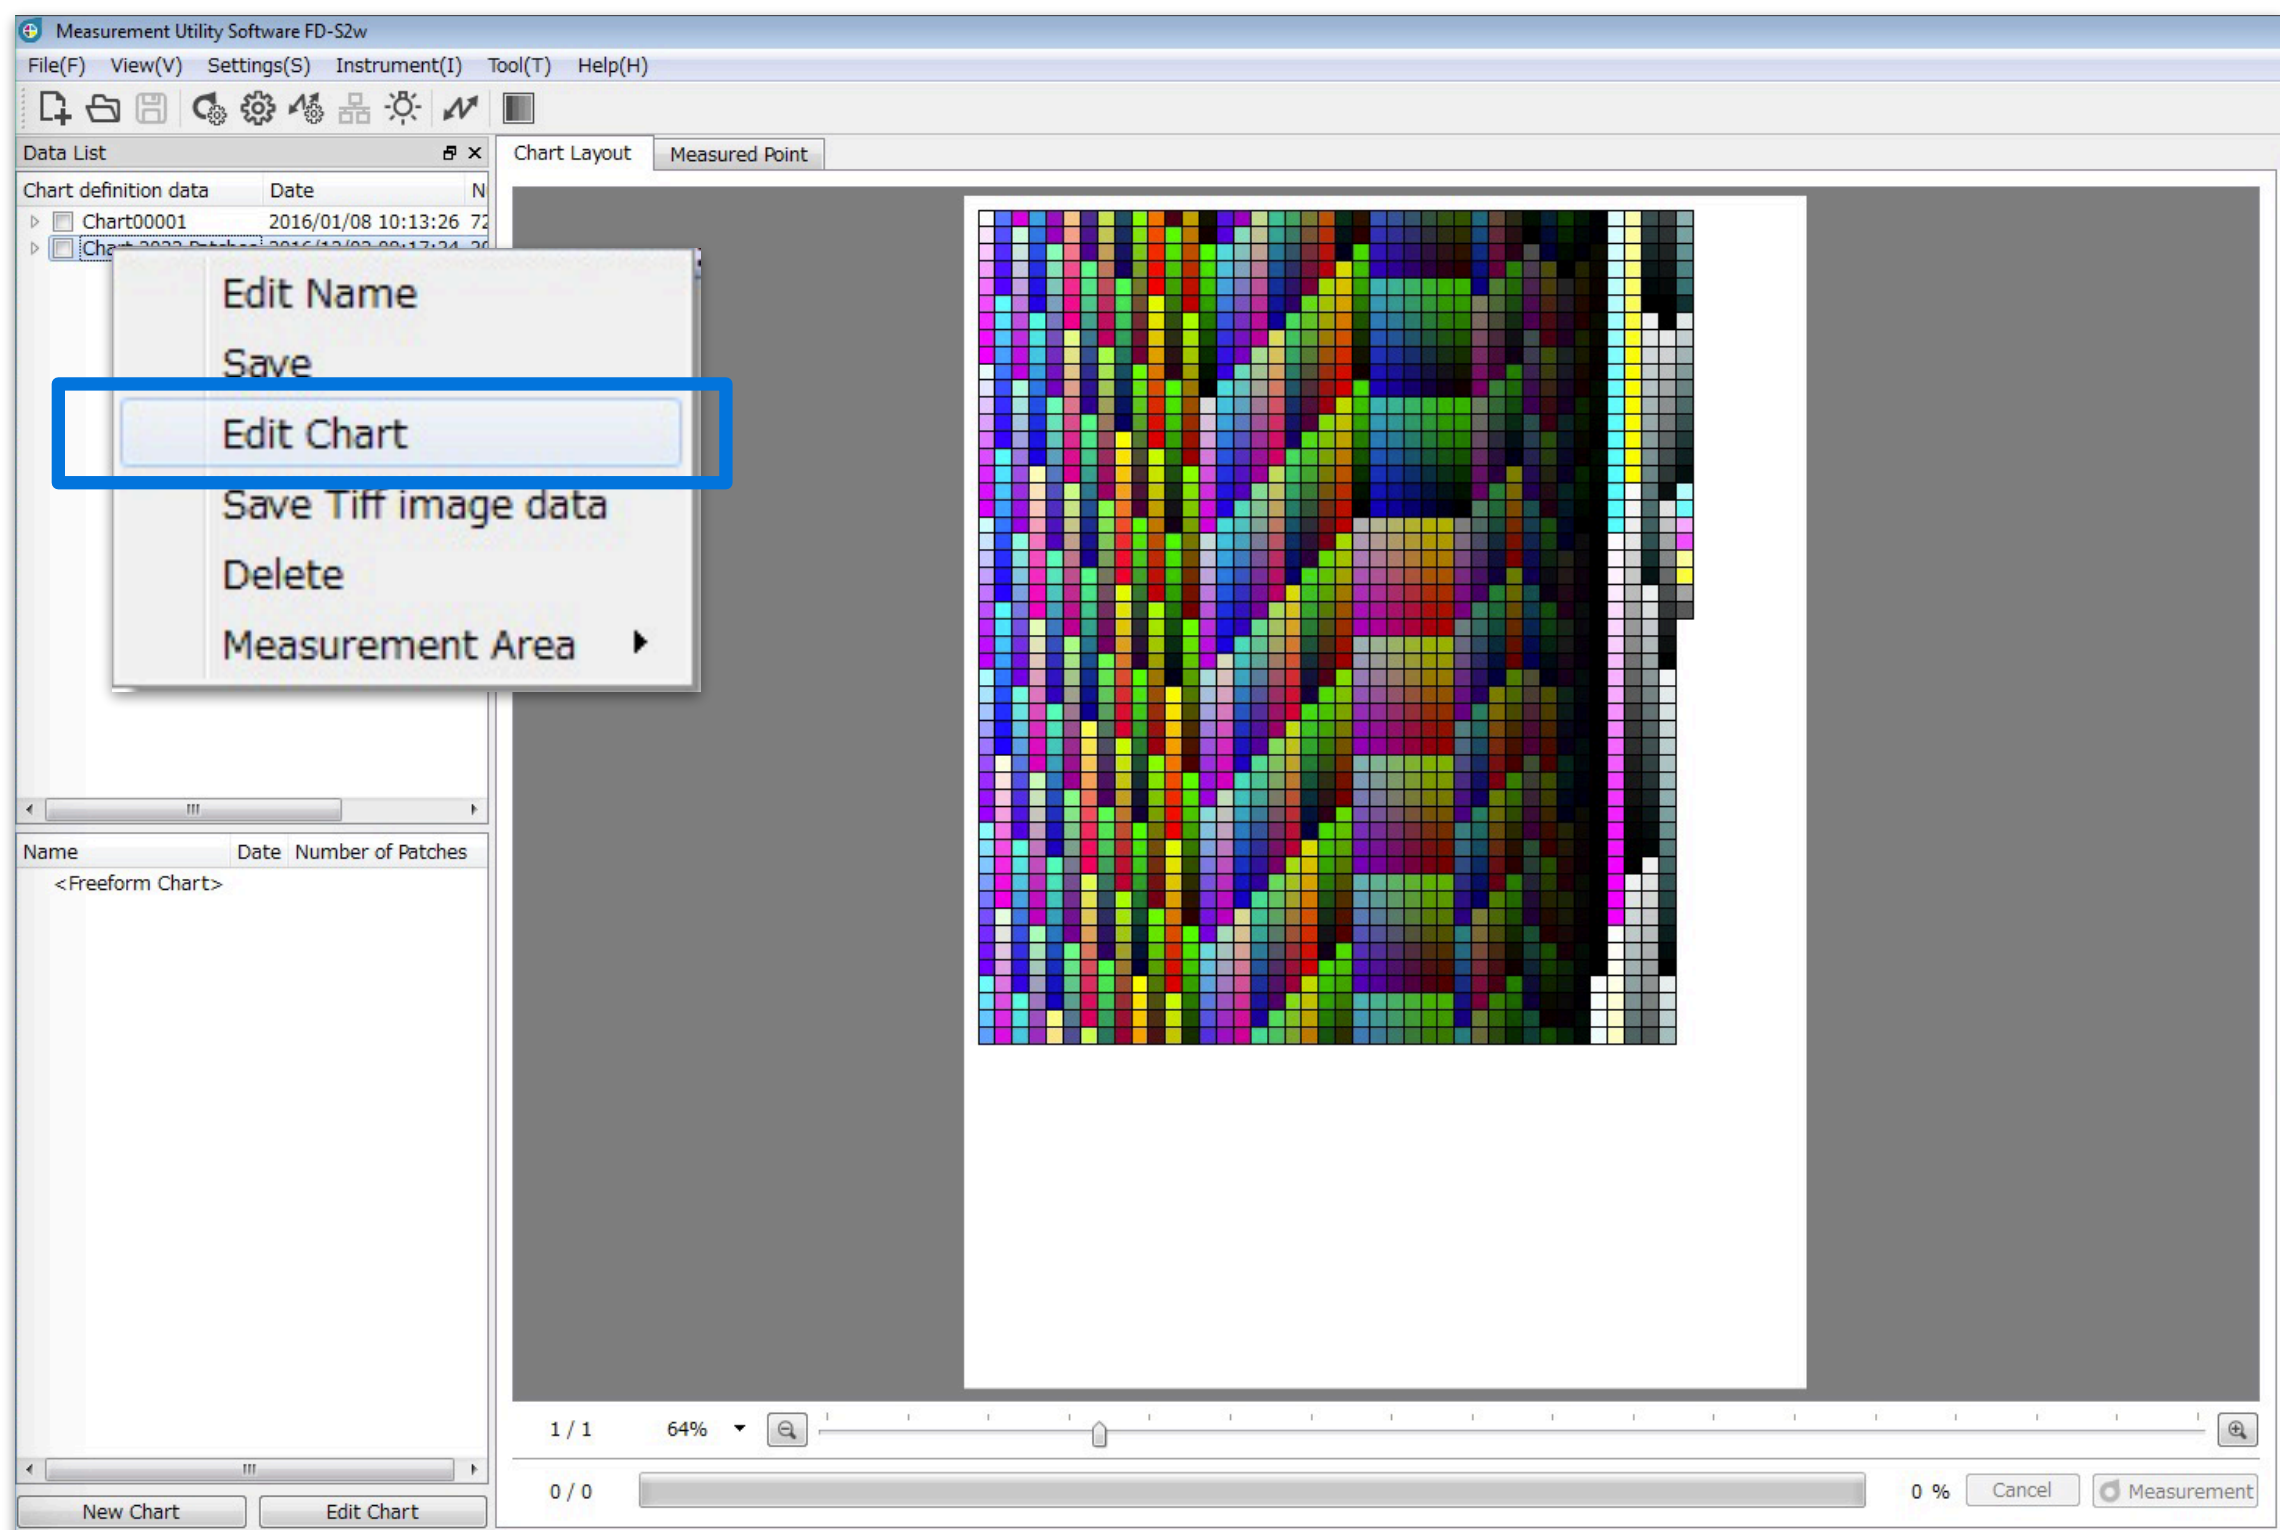 Measurement Utility Software FD-S2w
File(F) View(V) Settings(S) Instrument(I) Tool(T) Help(H)
Data List
Chart Layout Measured Point
Chart definition data Date N
Chart00001 2016/01/08 10:13:26 72
Edit Name
Save
Edit Chart
Save Tiff image data
Delete
Measurement Area
Name Date Number of Patches
<Freeform Chart>
1 / 1 64%
0 / 0 0 % Cancel Measurement
New Chart Edit Chart